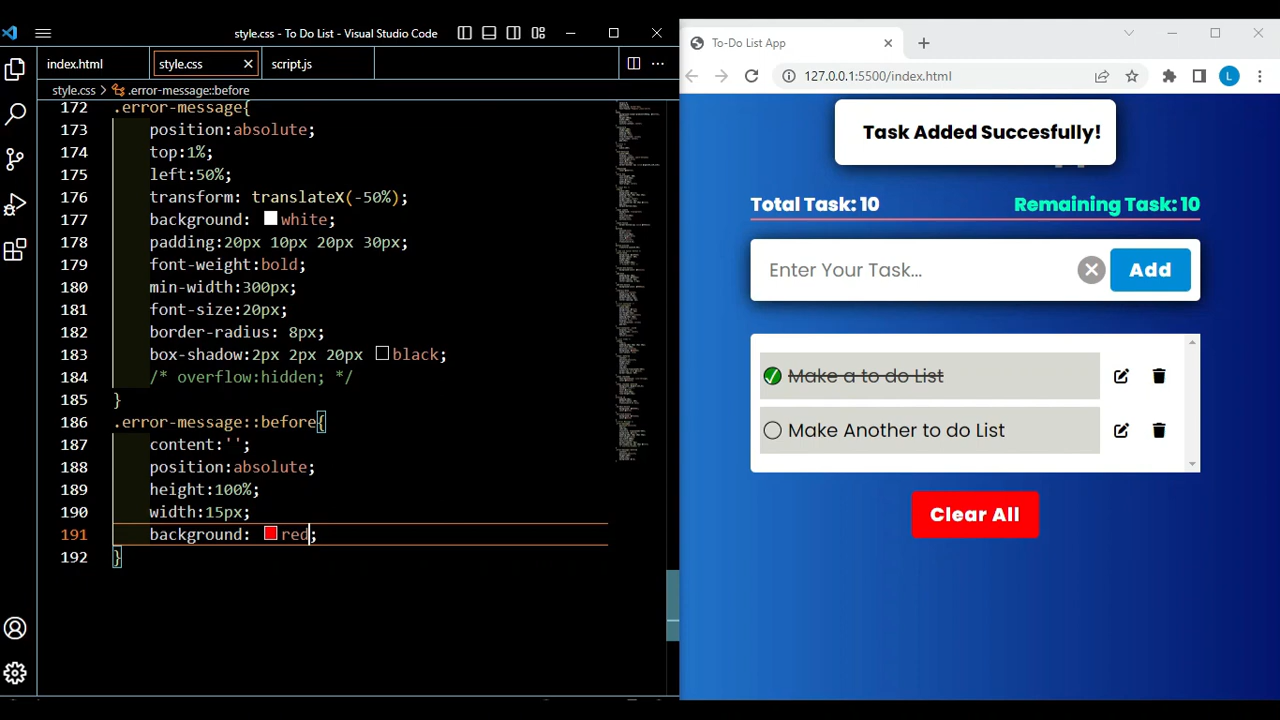 style.css - To Do List - Visual Studio Code
index.html
style.css
script.js
style.css > .error-message::before
172 .error-message{
173 position:absolute;
174 top:1%;
175 left:50%;
176 transform: translateX(-50%);
177 background: white;
178 padding:20px 10px 20px 30px;
179 font-weight:bold;
180 min-width:300px;
181 font-size:20px;
182 border-radius: 8px;
183 box-shadow:2px 2px 20px black;
184 /* overflow:hidden; */
185 }
186 .error-message::before{
187 content:'';
188 position:absolute;
189 height:100%;
190 width:15px;
191 background: red;
192 }
To-Do List App
127.0.0.1:5500/index.html
L
Task Added Succesfully!
Total Task: 10
Remaining Task: 10
Enter Your Task...
Add
Make a to do List
Make Another to do List
Clear All